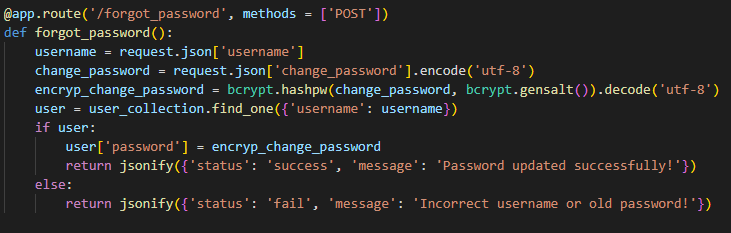 @app.route('/forgot_password', methods = ['POST'])
def forgot_password():
    username = request.json['username']
    change_password = request.json['change_password'].encode('utf-8')
    encryp_change_password = bcrypt.hashpw(change_password, bcrypt.gensalt()).decode('utf-8')
    user = user_collection.find_one({'username': username})
    if user:
        user['password'] = encryp_change_password
        return jsonify({'status': 'success', 'message': 'Password updated successfully!'})
    else:
        return jsonify({'status': 'fail', 'message': 'Incorrect username or old password!'})